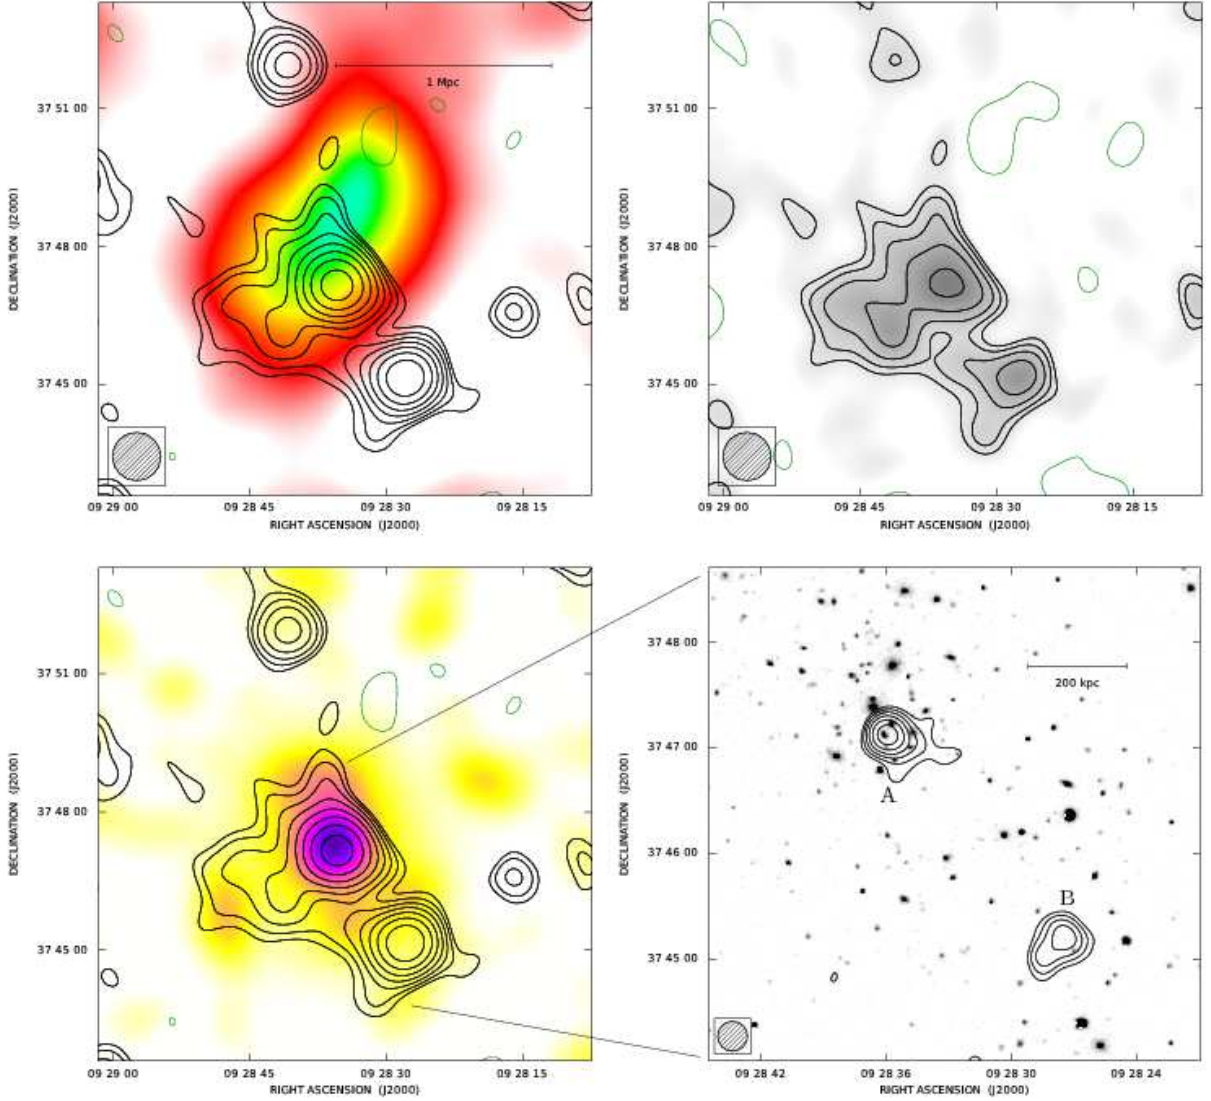 1 Mpc
37 51 00
37 48 00
37 45 00
DECLINATION (J2000)
09 29 00
09 28 45
09 28 30
09 28 15
RIGHT ASCENSION (J2000)
37 51 00
37 48 00
37 45 00
DECLINATION (J2000)
09 29 00
09 28 45
09 28 30
09 28 15
RIGHT ASCENSION (J2000)
37 51 00
37 48 00
37 45 00
DECLINATION (J2000)
09 29 00
09 28 45
09 28 30
09 28 15
RIGHT ASCENSION (J2000)
37 48 00
200 kpc
37 47 00
A
37 46 00
B
37 45 00
DECLINATION (J2000)
09 28 42
09 28 36
09 28 30
09 28 24
RIGHT ASCENSION (J2000)